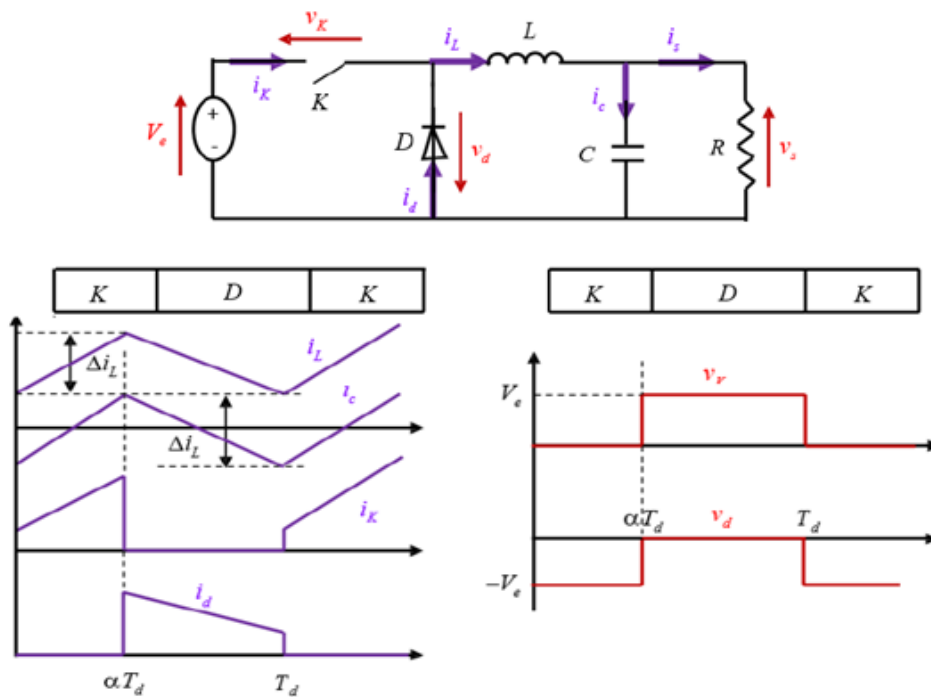 v_K
i_L
L
i_s
i_K
K
i_c
V_e
+
-
D
v_d
C
R
v_s
i_d
K D K
K D K
Δi_L
i_L
i_c
V_e
v_K
Δi_L
i_K
αT_d
v_d
T_d
-V_e
i_d
αT_d
T_d